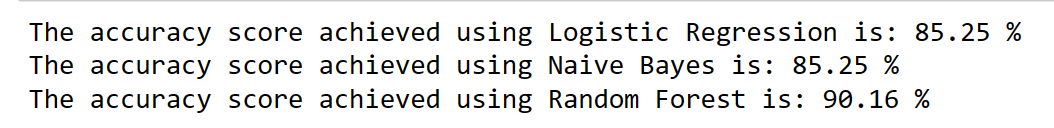 The accuracy score achieved using Logistic Regression is: 85.25 %
The accuracy score achieved using Naive Bayes is: 85.25 %
The accuracy score achieved using Random Forest is: 90.16 %